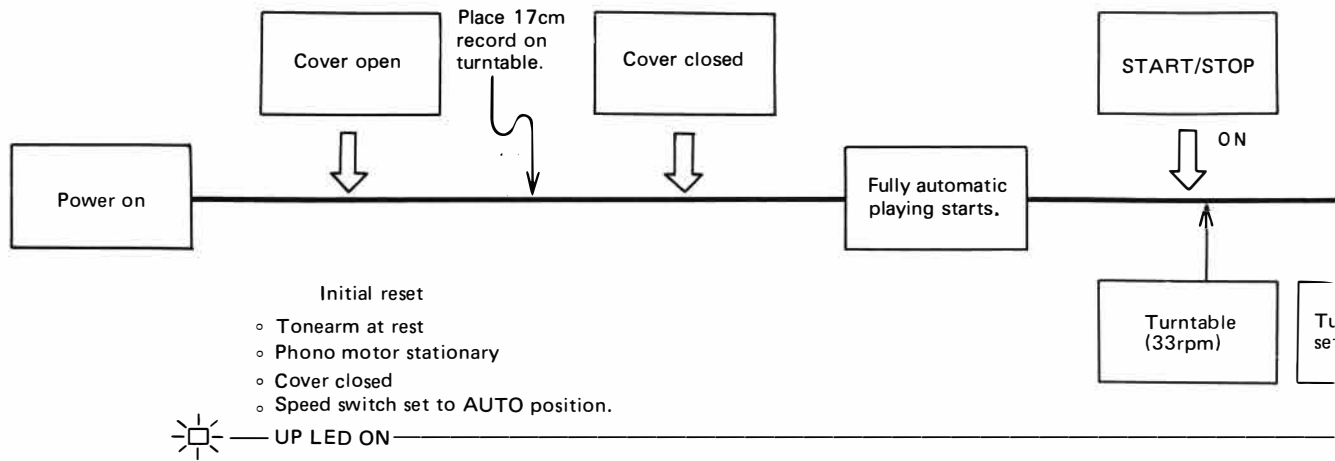 Place 17cm
record on
turntable.
Cover open
Cover closed
START/STOP
ON
Power on
Fully automatic
playing starts.
Initial reset
◦ Tonearm at rest
◦ Phono motor stationary
◦ Cover closed
◦ Speed switch set to AUTO position.
UP LED ON
Turntable
(33rpm)
Tu
set